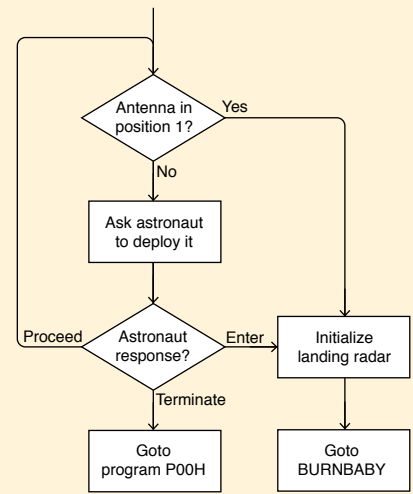 Antenna in
position 1?
Yes
No
Ask astronaut
to deploy it
Proceed
Astronaut
response?
Enter
Initialize
landing radar
Terminate
Goto
program P00H
Goto
BURNBABY